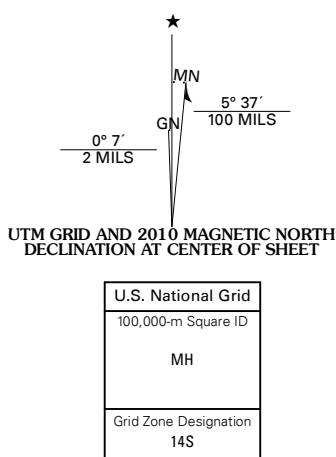 ★
MN
5° 37´
100 MILS
GN
0° 7´
2 MILS
UTM GRID AND 2010 MAGNETIC NORTH
DECLINATION AT CENTER OF SHEET
U.S. National Grid
100,000-m Square ID
MH
Grid Zone Designation
14S